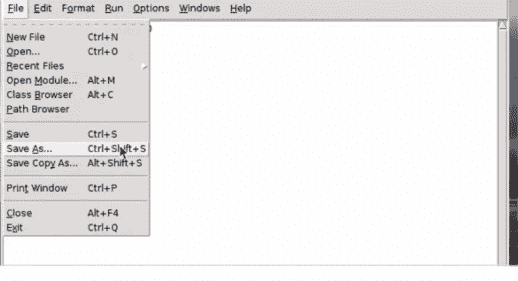 File Edit Format Run Options Windows Help
New File Ctrl+N
Open... Ctrl+O
Recent Files
Open Module... Alt+M
Class Browser Alt+C
Path Browser
Save Ctrl+S
Save As... Ctrl+Shift+S
Save Copy As... Alt+Shift+S
Print Window Ctrl+P
Close Alt+F4
Exit Ctrl+Q